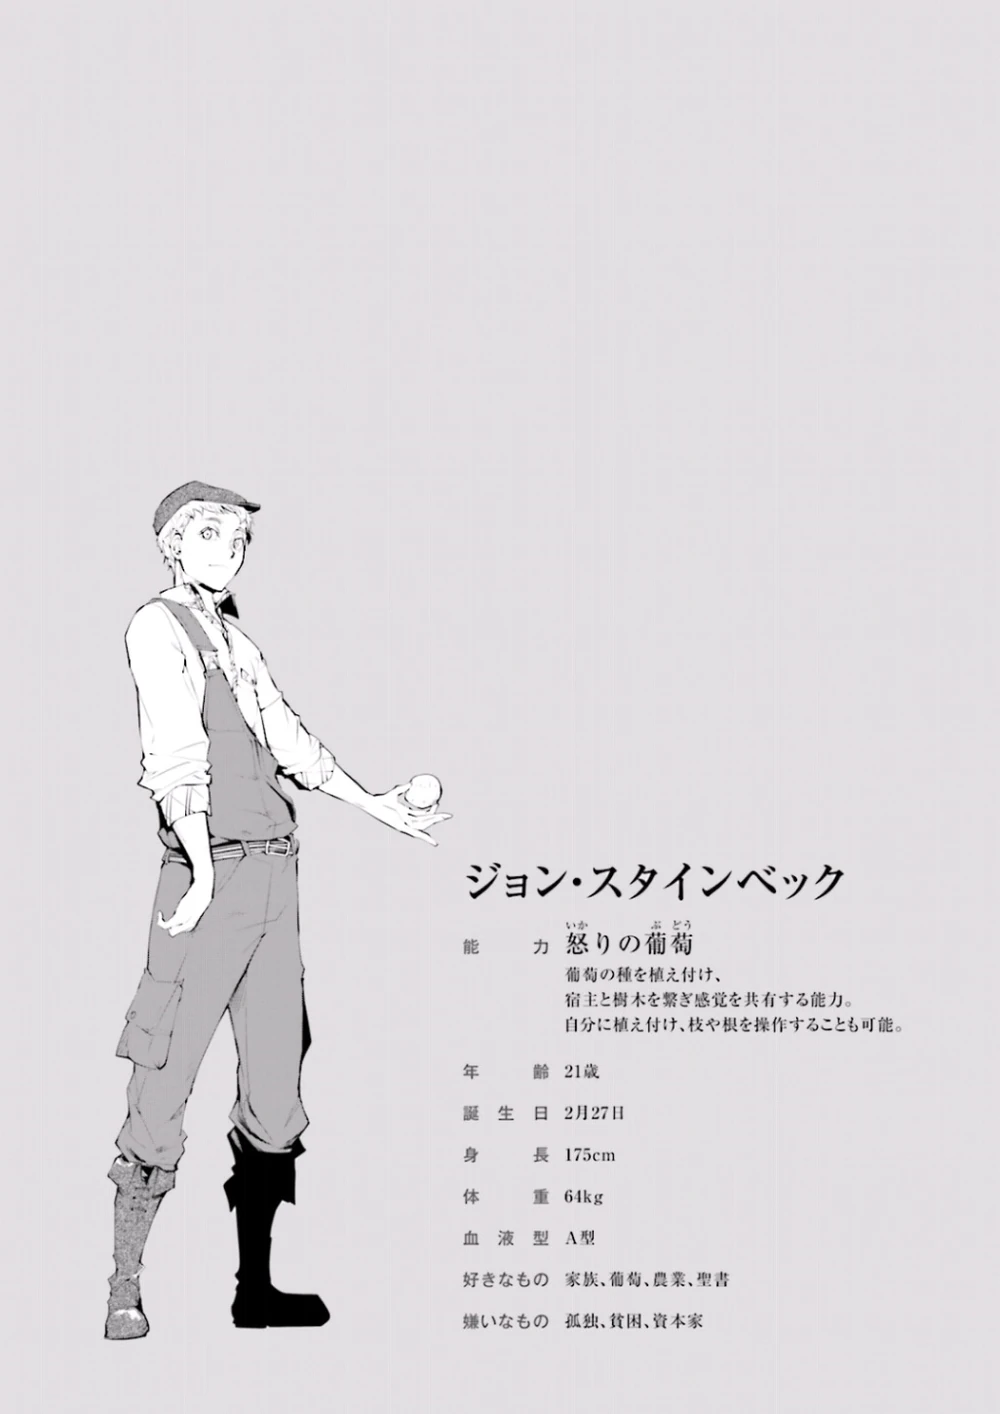 ジョン・スタインベック
能力 怒りの葡萄
いか ぶ どう
葡萄の種を植え付け、
宿主と樹木を繋ぎ感覚を共有する能力。
自分に植え付け、枝や根を操作することも可能。
年齢 21歳
誕生日 2月27日
身長 175cm
体重 64kg
血液型 A型
好きなもの 家族、葡萄、農業、聖書
嫌いなもの 孤独、貧困、資本家